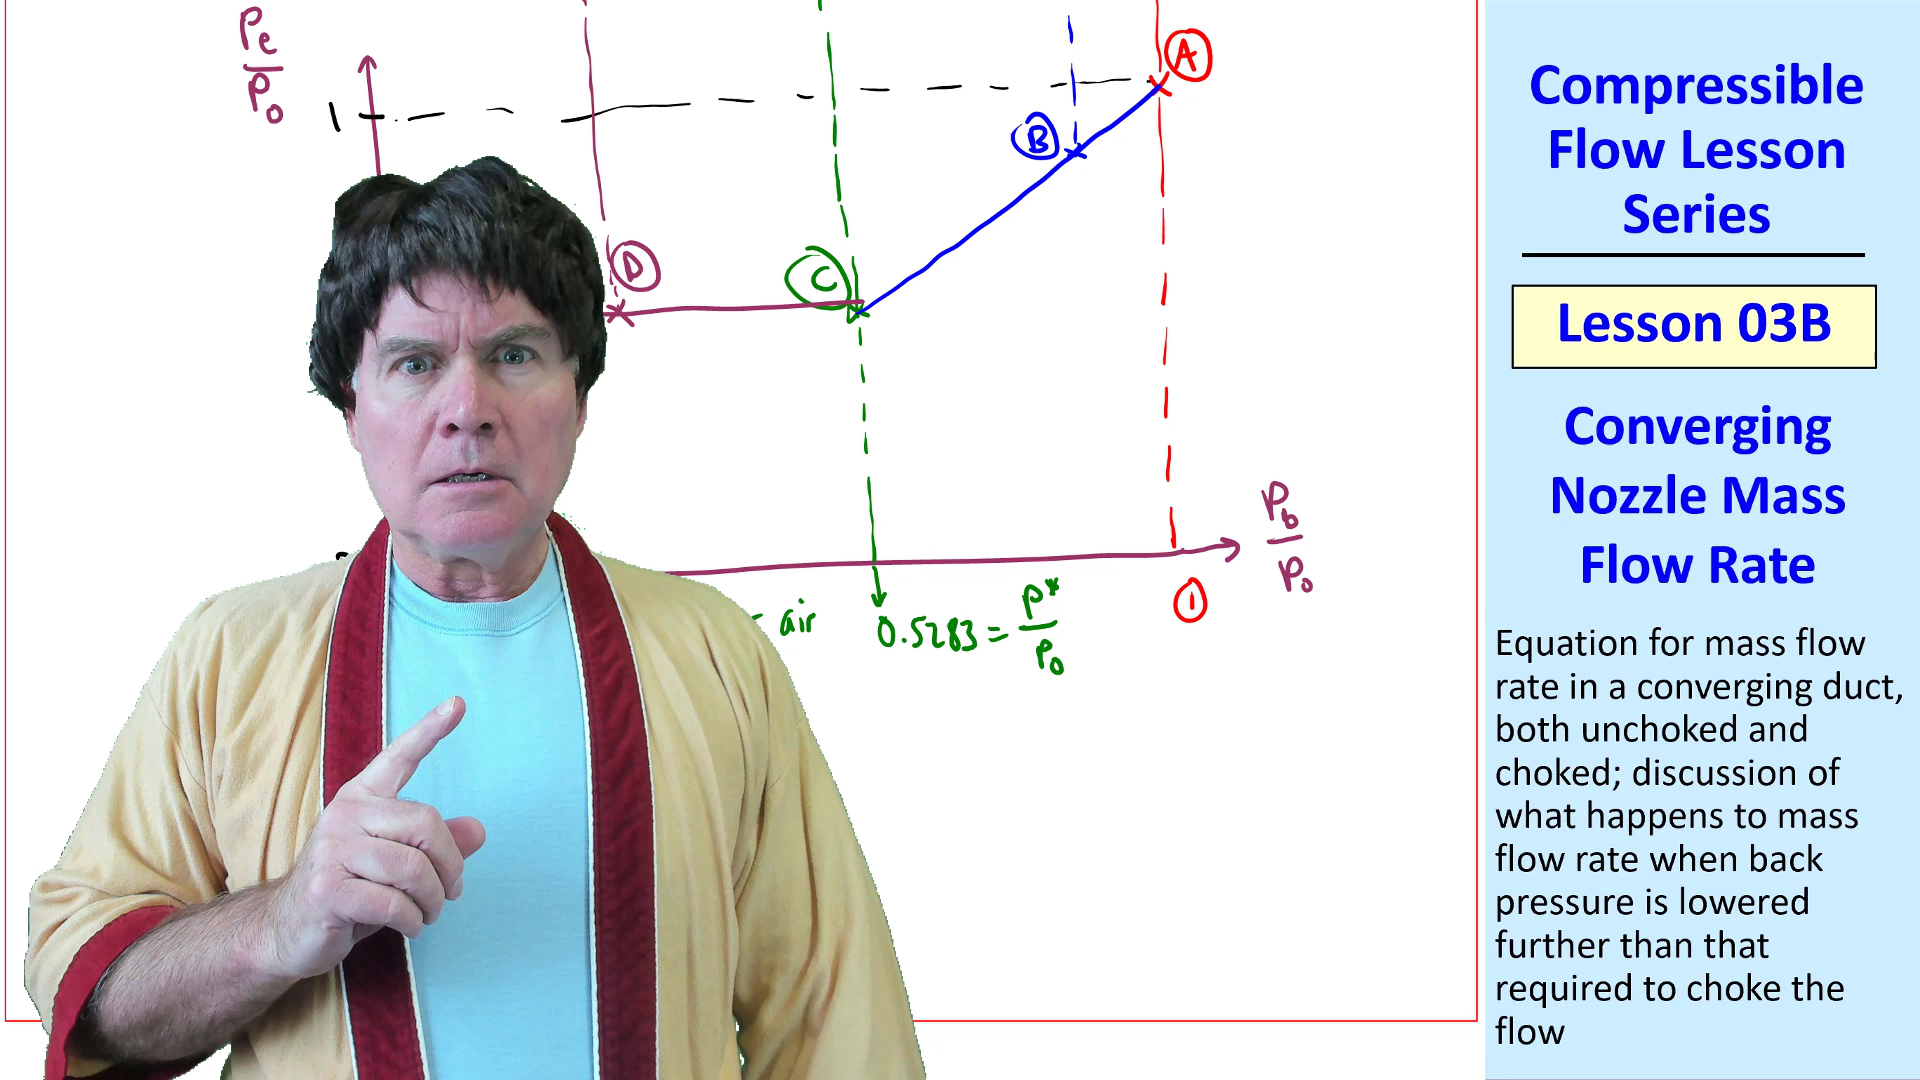 Pe
Po
1
A
B
C
D
Pb
Po
1
air
0.5283 = P*
Po
Compressible
Flow Lesson
Series
Lesson 03B
Converging
Nozzle Mass
Flow Rate
Equation for mass flow
rate in a converging duct,
both unchoked and
choked; discussion of
what happens to mass
flow rate when back
pressure is lowered
further than that
required to choke the
flow